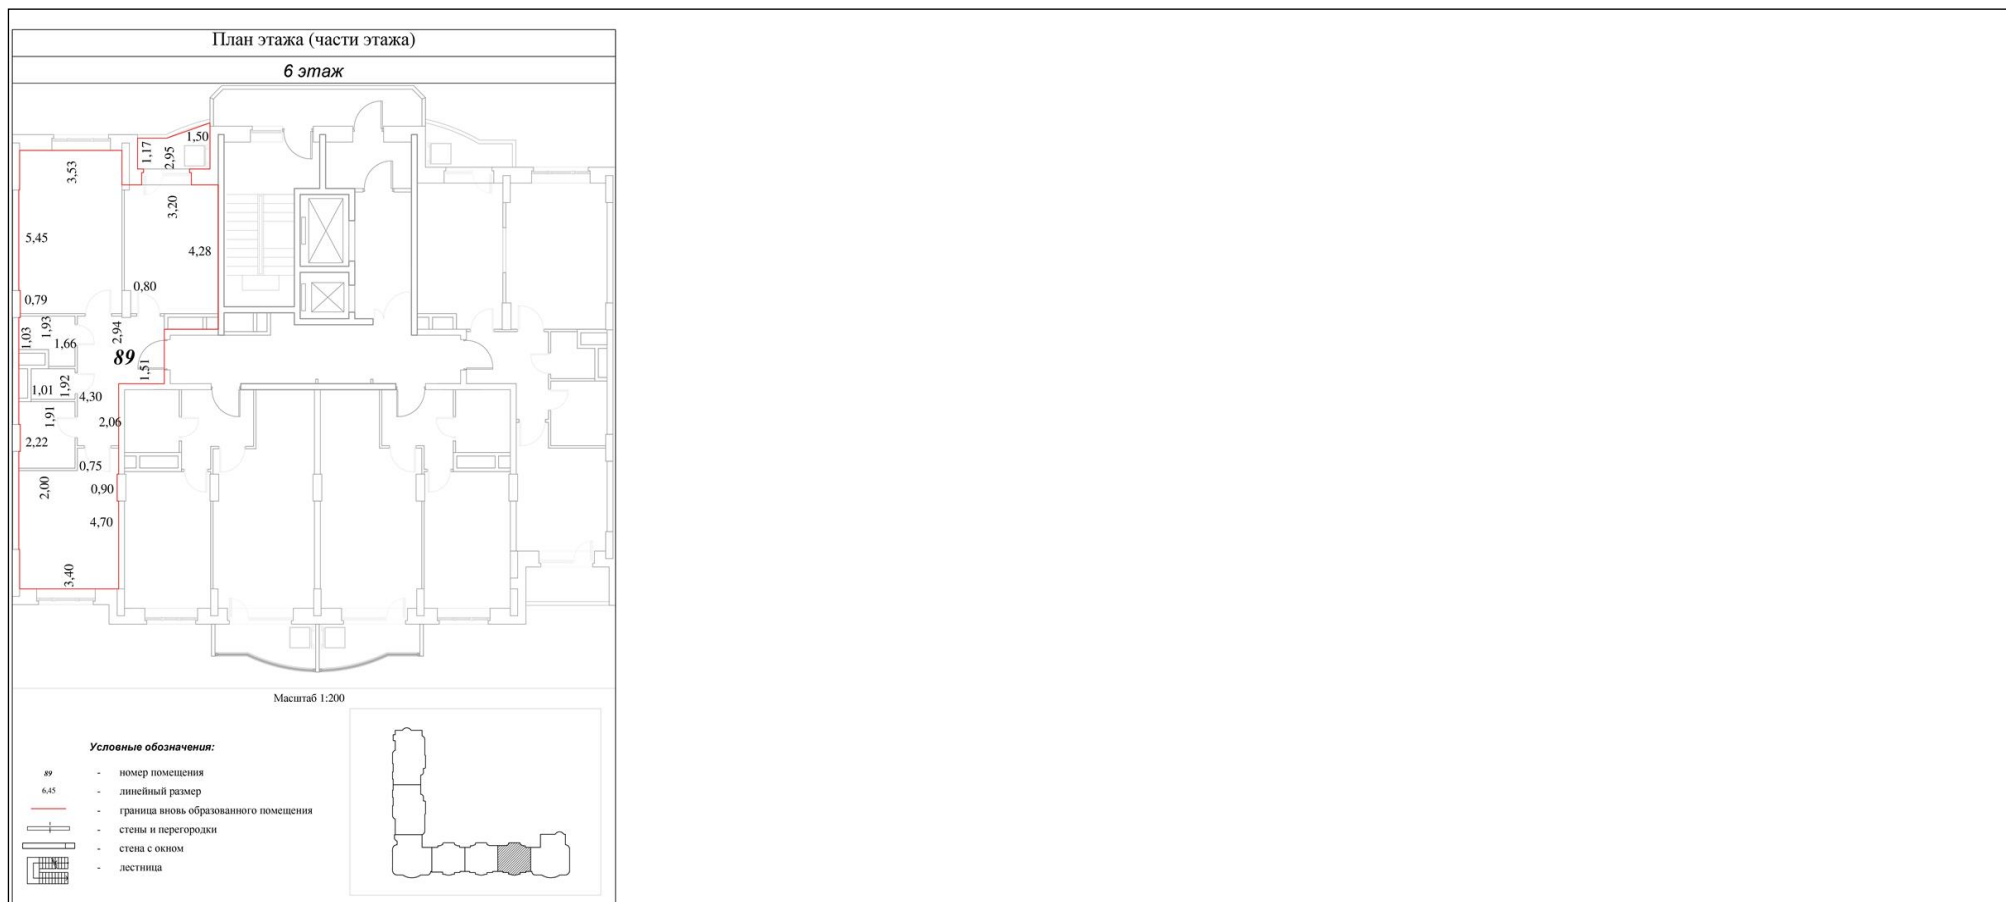 План этажа (части этажа)
6 этаж
1,50
1,17
2,95
3,53
3,20
5,45
4,28
0,80
0,79
1,03
1,93
1,66
2,94
89
1,51
1,01
1,92
4,30
1,91
2,06
2,22
0,75
2,00
0,90
4,70
3,40
Масштаб 1:200
Условные обозначения:
89 - номер помещения
6,45 - линейный размер
- граница вновь образованного помещения
- стены и перегородки
- стена с окном
- лестница